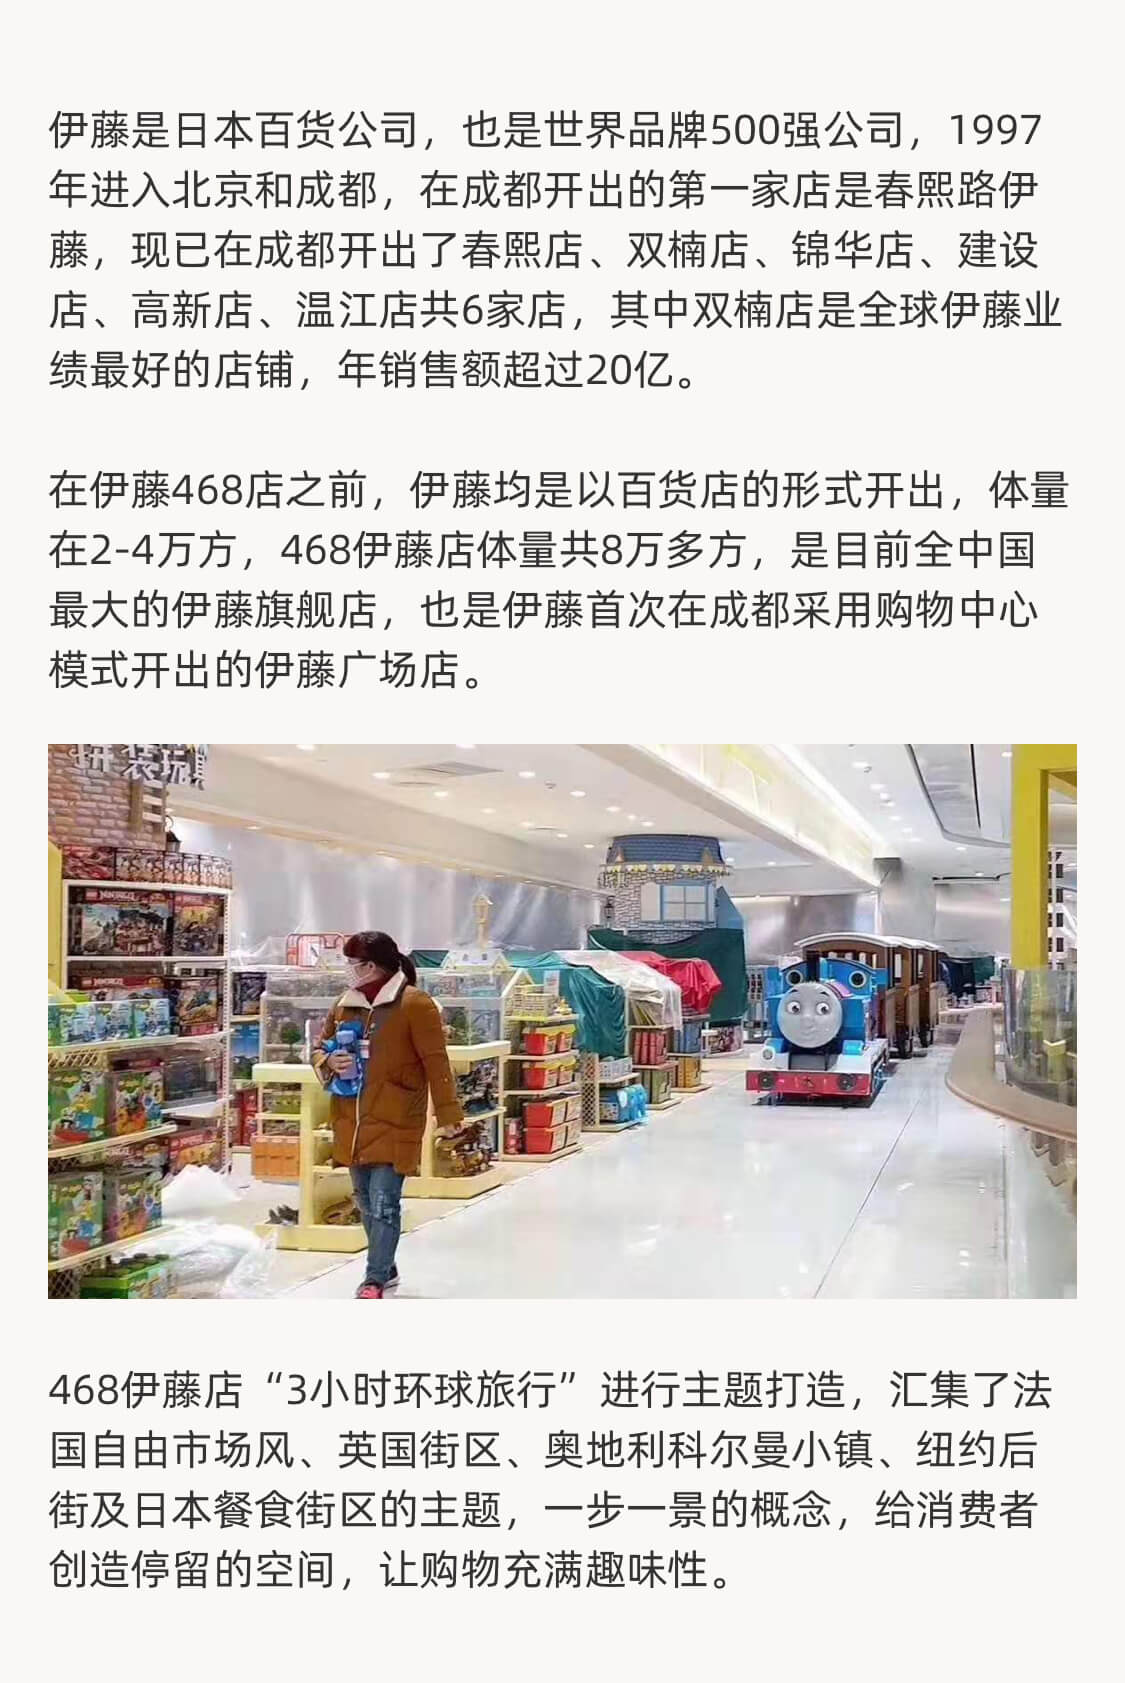 伊藤是日本百货公司，也是世界品牌500强公司，1997
年进入北京和成都，在成都开出的第一家店是春熙路伊
藤，现已在成都开出了春熙店、双楠店、锦华店、建设
店、高新店、温江店共6家店，其中双楠店是全球伊藤业
绩最好的店铺，年销售额超过20亿。
在伊藤468店之前，伊藤均是以百货店的形式开出，体量
在2-4万方，468伊藤店体量共8万多方，是目前全中国
最大的伊藤旗舰店，也是伊藤首次在成都采用购物中心
模式开出的伊藤广场店。
拼装玩具
NINJAGO
NINJAGO
468伊藤店“3小时环球旅行” 进行主题打造，汇集了法
国自由市场风、英国街区、奥地利科尔曼小镇、纽约后
街及日本餐食街区的主题， 一步一景的概念，给消费者
创造停留的空间，让购物充满趣味性。